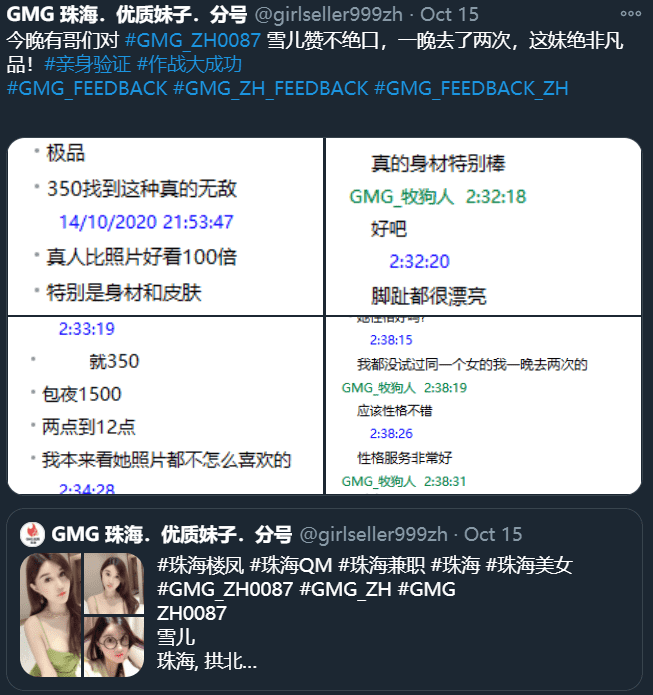 GMG 珠海．优质妹子．分号 @girlseller999zh · Oct 15
今晚有哥们对 #GMG_ZH0087 雪儿赞不绝口，一晚去了两次，这妹绝非凡
品！#亲身验证 #作战大成功
#GMG_FEEDBACK #GMG_ZH_FEEDBACK #GMG_FEEDBACK_ZH
极品
350找到这种真的无敌
14/10/2020 21:53:47
真人比照片好看100倍
特别是身材和皮肤
真的身材特别棒
GMG_牧狗人 2:32:18
好吧
2:32:20
脚趾都很漂亮
2:33:19
就350
包夜1500
两点到12点
我本来看她照片都不怎么喜欢的
2:34:28
她性格好吗?
2:38:15
我都没试过同一个女的我一晚去两次的
GMG_牧狗人 2:38:19
应该性格不错
2:38:26
性格服务非常好
GMG_牧狗人 2:38:31
GMG 珠海．优质妹子．分号 @girlseller999zh · Oct 15
#珠海楼凤 #珠海QM #珠海兼职 #珠海 #珠海美女
#GMG_ZH0087 #GMG_ZH #GMG
ZH0087
雪儿
珠海, 拱北...